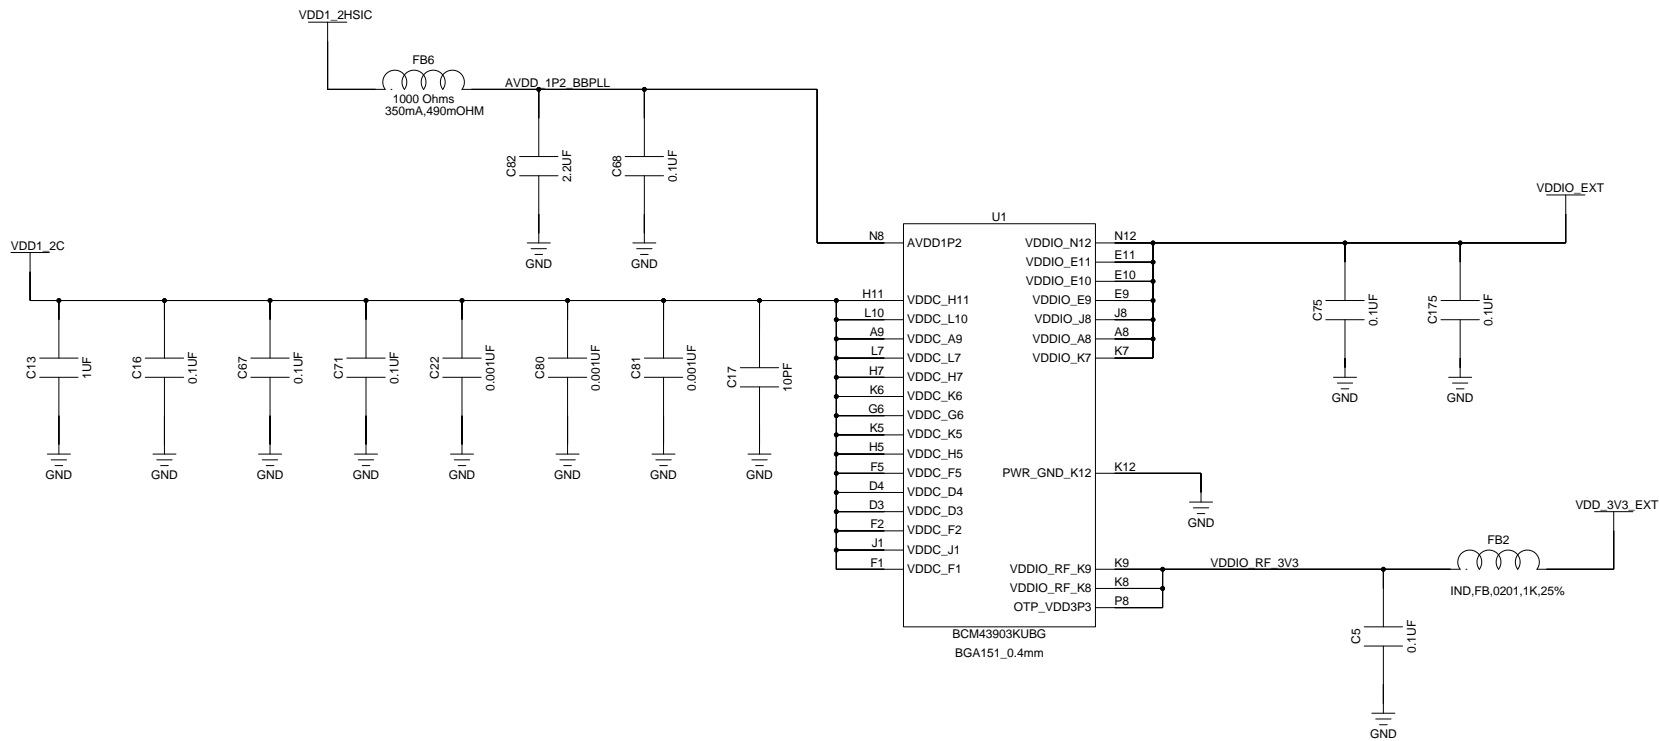 VDD1_2HSIC
FB6
1000 Ohms
350mA,490mOHM
AVDD_1P2_BBPLL
C82
2.2UF
C68
0.1UF
GND
GND
VDD1_2C
C13
1UF
C16
0.1UF
C67
0.1UF
C71
0.1UF
C22
0.001UF
C80
0.001UF
C81
0.001UF
C17
10PF
GND
GND
GND
GND
GND
GND
GND
GND
U1
N8 AVDD1P2
H11 VDDC_H11
L10 VDDC_L10
A9 VDDC_A9
L7 VDDC_L7
H7 VDDC_H7
K6 VDDC_K6
G6 VDDC_G6
K5 VDDC_K5
H5 VDDC_H5
F5 VDDC_F5
D4 VDDC_D4
D3 VDDC_D3
F2 VDDC_F2
J1 VDDC_J1
F1 VDDC_F1
VDDIO_N12 N12
VDDIO_E11 E11
VDDIO_E10 E10
VDDIO_E9 E9
VDDIO_J8 J8
VDDIO_A8 A8
VDDIO_K7 K7
PWR_GND_K12 K12
VDDIO_RF_K9 K9
VDDIO_RF_K8 K8
OTP_VDD3P3 P8
BCM43903KUBG
BGA151_0.4mm
VDDIO_EXT
C75
0.1UF
C175
0.1UF
GND
GND
GND
VDD_3V3_EXT
FB2
VDDIO_RF_3V3
IND,FB,0201,1K,25%
C5
0.1UF
GND